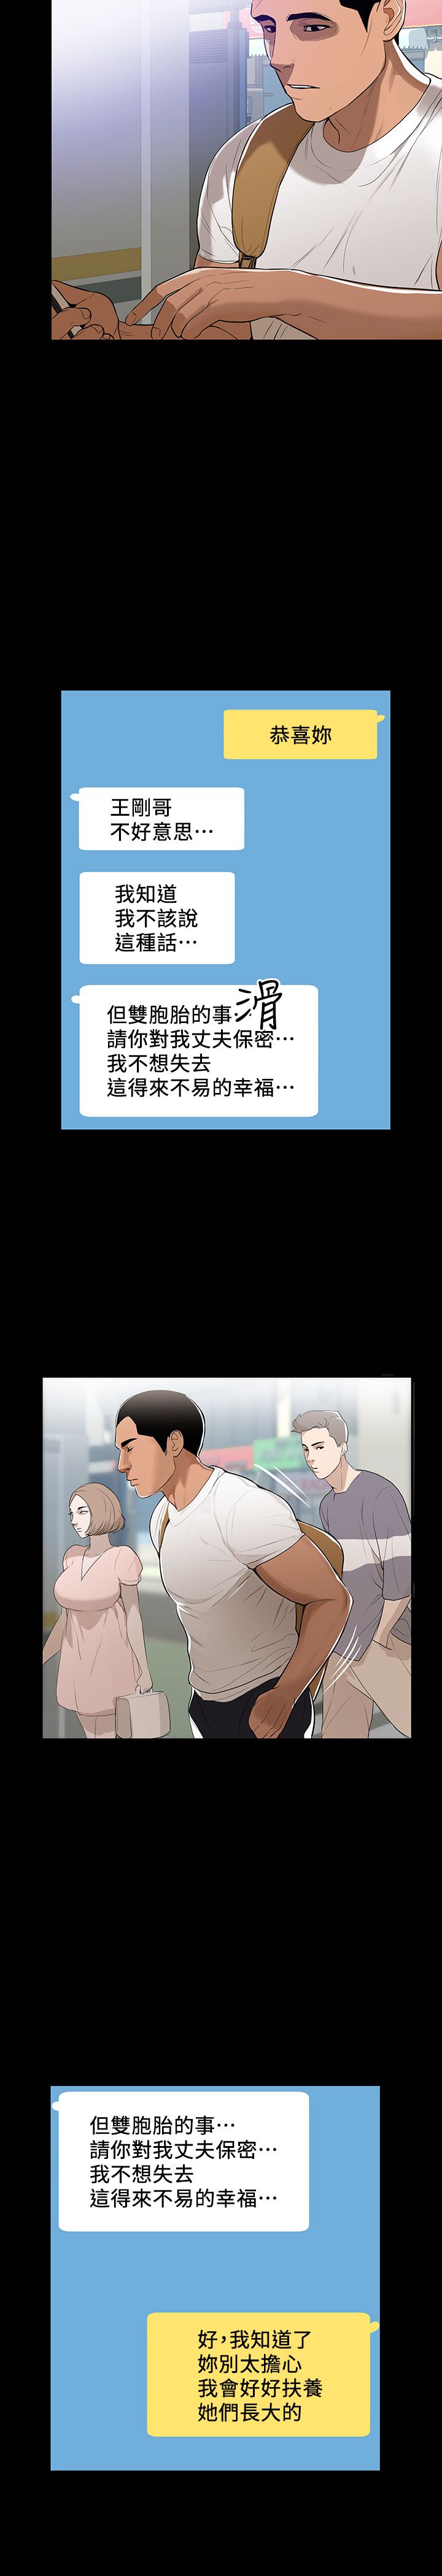 恭喜妳
王剛哥
不好意思…
我知道
我不該說
這種話…
但雙胞胎的事…
滑
請你對我丈夫保密…
我不想失去
這得來不易的幸福…
但雙胞胎的事…
請你對我丈夫保密…
我不想失去
這得來不易的幸福…
好，我知道了
妳別太擔心
我會好好扶養
她們長大的